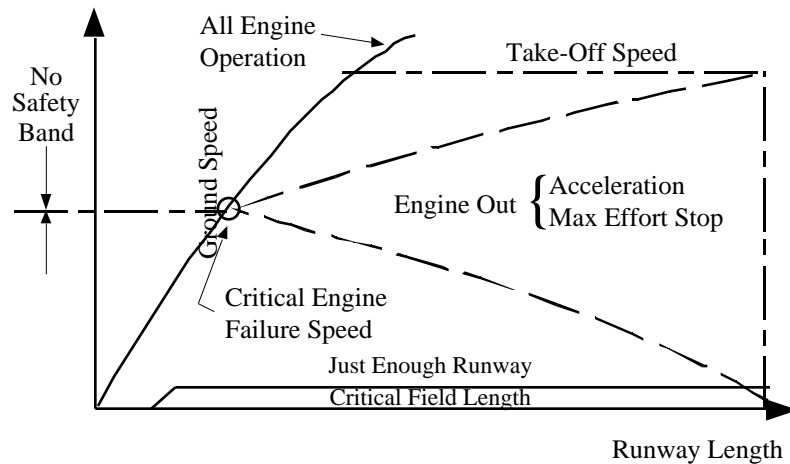 All Engine
Operation
Take-Off Speed
No
Safety
Band
Ground Speed
Engine Out { Acceleration
Max Effort Stop
Critical Engine
Failure Speed
Just Enough Runway
Critical Field Length
Runway Length